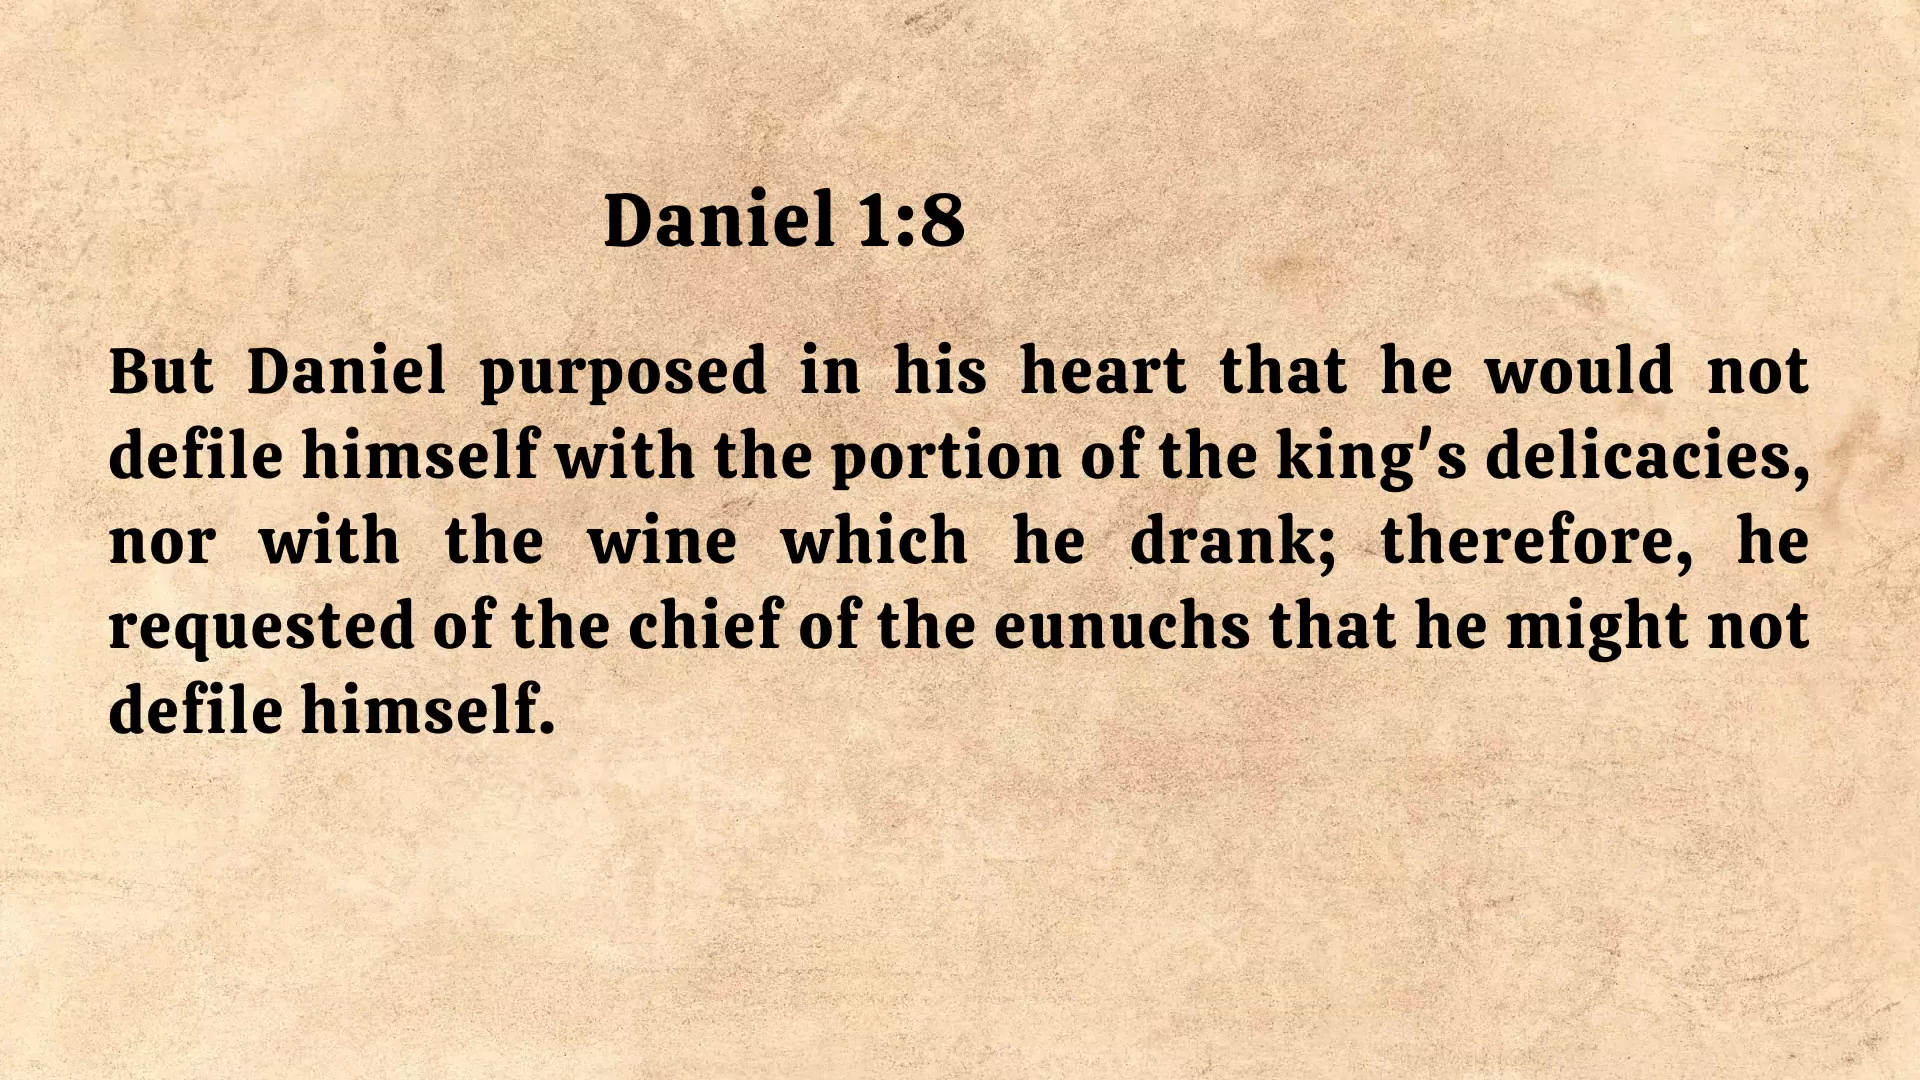 Daniel 1:8
But Daniel purposed in his heart that he would not
defile himself with the portion of the king's delicacies,
nor with the wine which he drank; therefore, he
requested of the chief of the eunuchs that he might not
defile himself.